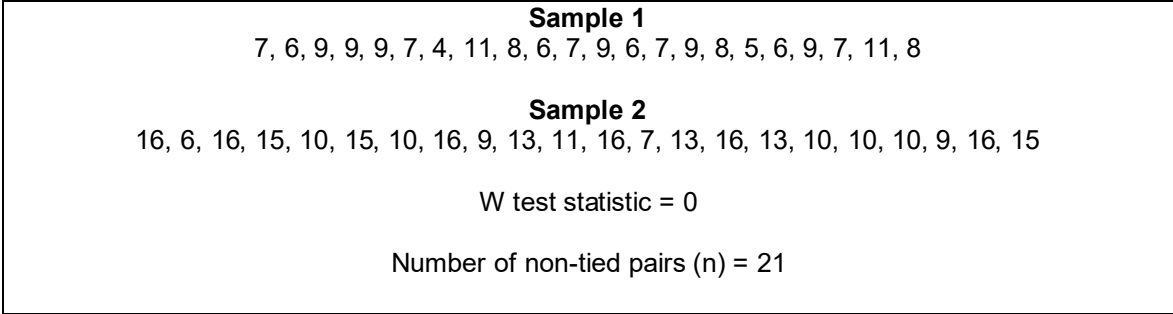 Sample 1
7, 6, 9, 9, 9, 7, 4, 11, 8, 6, 7, 9, 6, 7, 9, 8, 5, 6, 9, 7, 11, 8
Sample 2
16, 6, 16, 15, 10, 15, 10, 16, 9, 13, 11, 16, 7, 13, 16, 13, 10, 10, 10, 9, 16, 15
W test statistic = 0
Number of non-tied pairs (n) = 21